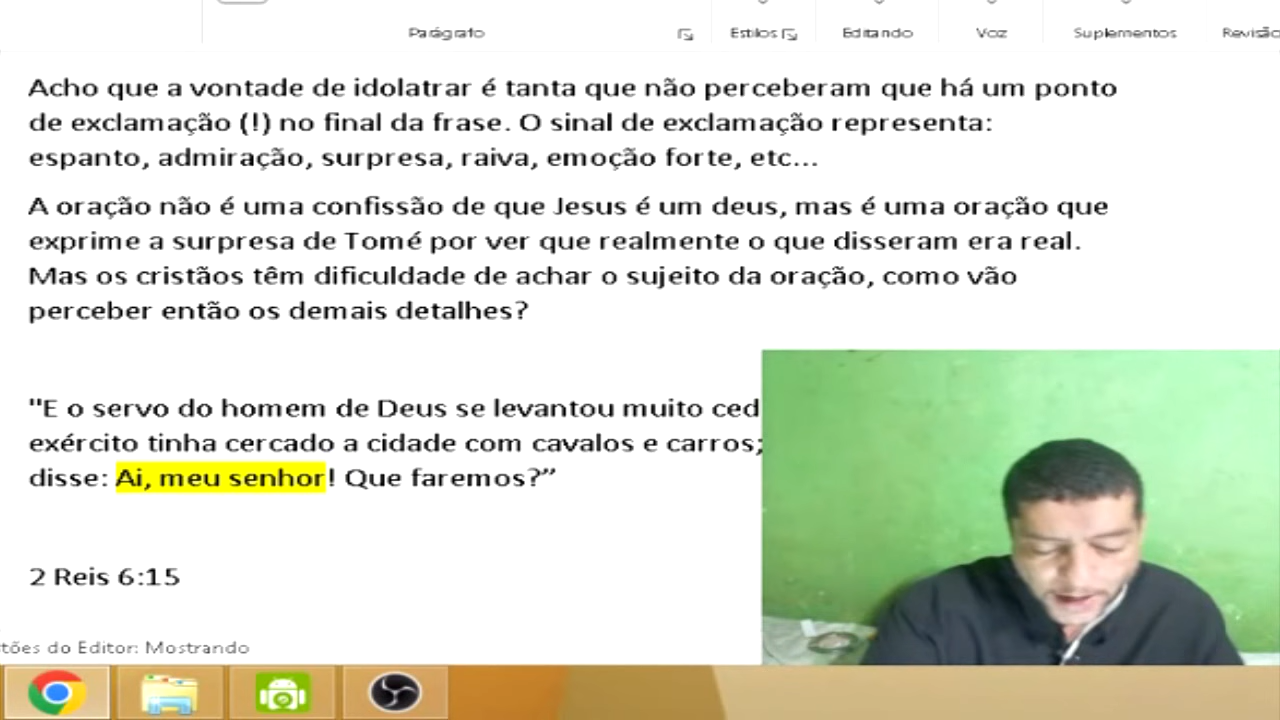 Parágrafo
Estilos
Editando
Voz
Suplementos
Revisão
Acho que a vontade de idolatrar é tanta que não perceberam que há um ponto
de exclamação (!) no final da frase. O sinal de exclamação representa:
espanto, admiração, surpresa, raiva, emoção forte, etc...
A oração não é uma confissão de que Jesus é um deus, mas é uma oração que
exprime a surpresa de Tomé por ver que realmente o que disseram era real.
Mas os cristãos têm dificuldade de achar o sujeito da oração, como vão
perceber então os demais detalhes?
"E o servo do homem de Deus se levantou muito ced
exército tinha cercado a cidade com cavalos e carros;
disse: Ai, meu senhor! Que faremos?”
2 Reis 6:15
tões do Editor: Mostrando